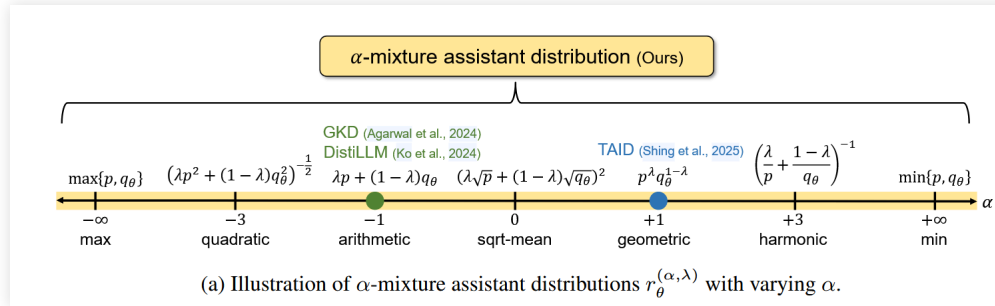 α-mixture assistant distribution (Ours)
GKD (Agarwal et al., 2024)
DistiLLM (Ko et al., 2024)
TAID (Shing et al., 2025)
max{p, q_θ} (λp² + (1 − λ)q_θ²)^{−1/2} λp + (1 − λ)q_θ (λ√p + (1 − λ)√q_θ)² p^λ q_θ^{1−λ} (λ/p + (1 − λ)/q_θ)^{−1} min{p, q_θ}
−∞ −3 −1 0 +1 +3 +∞ α
max quadratic arithmetic sqrt-mean geometric harmonic min
(a) Illustration of α-mixture assistant distributions r_θ^{(α,λ)} with varying α.